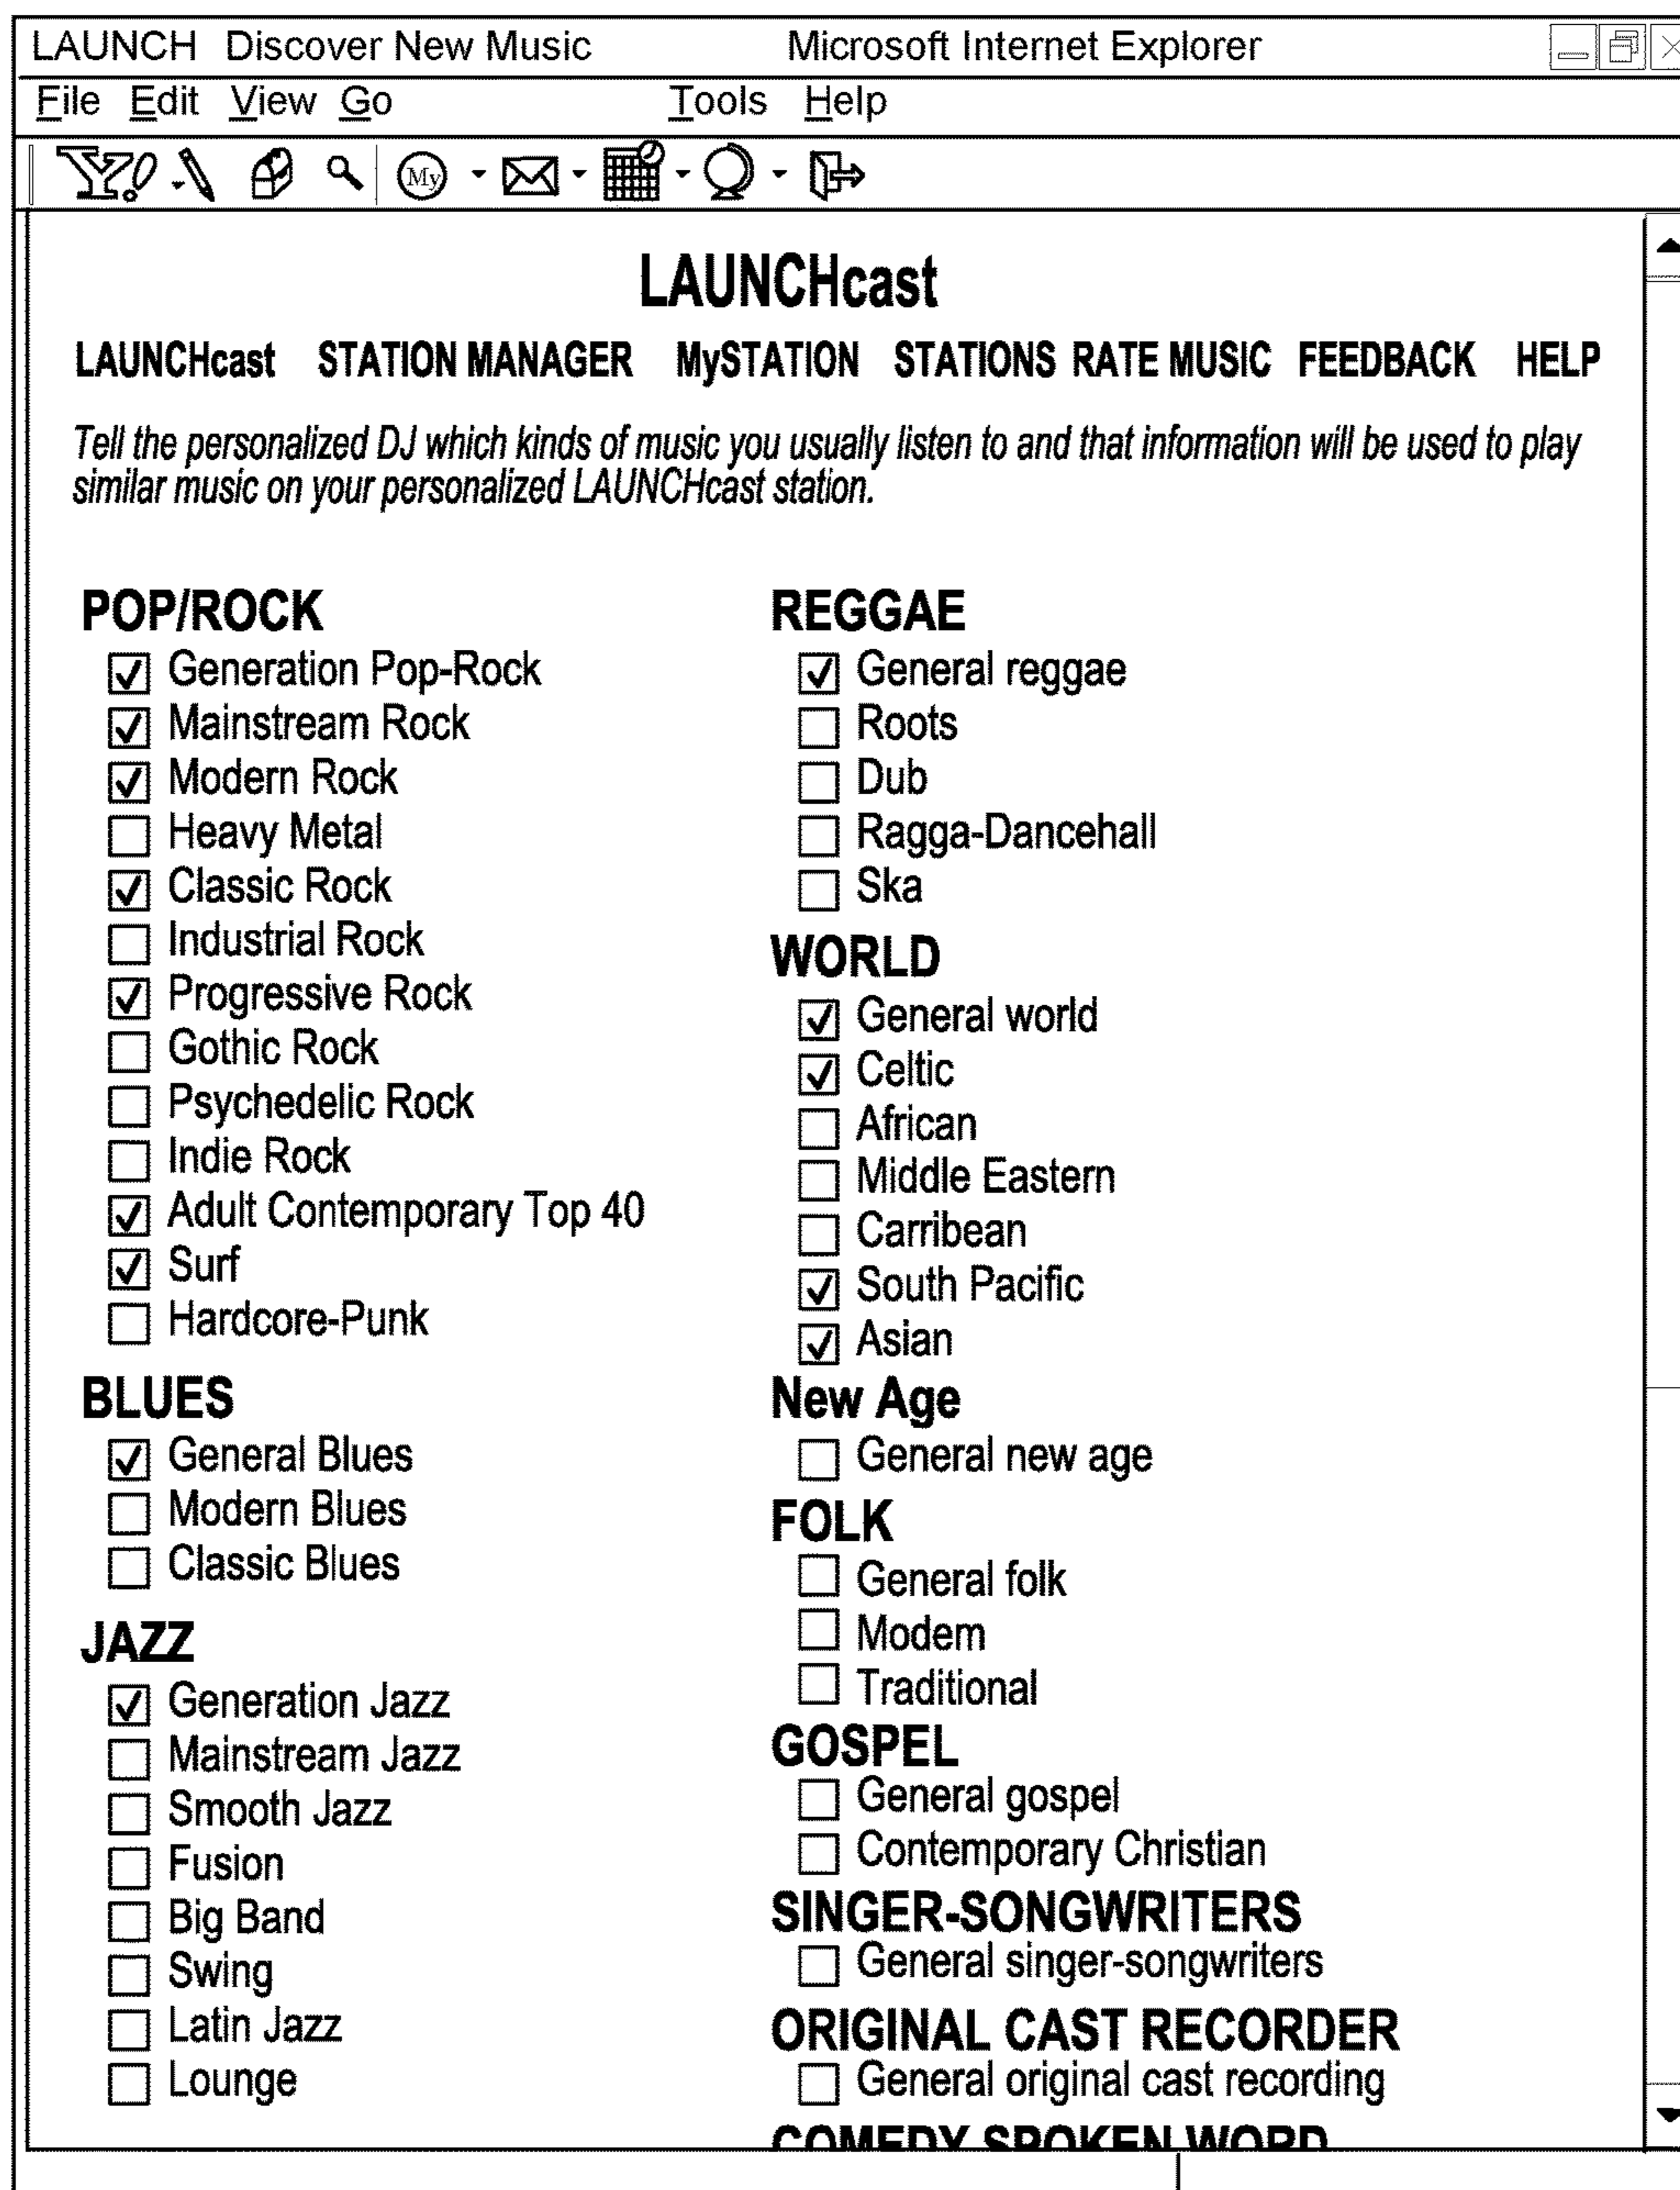 LAUNCH Discover New Music Microsoft Internet Explorer
File Edit View Go Tools Help
Y! My
LAUNCHcast
LAUNCHcast STATION MANAGER MySTATION STATIONS RATE MUSIC FEEDBACK HELP
Tell the personalized DJ which kinds of music you usually listen to and that information will be used to play
similar music on your personalized LAUNCHcast station.
POP/ROCK
Generation Pop-Rock
Mainstream Rock
Modern Rock
Heavy Metal
Classic Rock
Industrial Rock
Progressive Rock
Gothic Rock
Psychedelic Rock
Indie Rock
Adult Contemporary Top 40
Surf
Hardcore-Punk
BLUES
General Blues
Modern Blues
Classic Blues
JAZZ
Generation Jazz
Mainstream Jazz
Smooth Jazz
Fusion
Big Band
Swing
Latin Jazz
Lounge
REGGAE
General reggae
Roots
Dub
Ragga-Dancehall
Ska
WORLD
General world
Celtic
African
Middle Eastern
Carribean
South Pacific
Asian
New Age
General new age
FOLK
General folk
Modem
Traditional
GOSPEL
General gospel
Contemporary Christian
SINGER-SONGWRITERS
General singer-songwriters
ORIGINAL CAST RECORDER
General original cast recording
COMEDY SPOKEN WORD